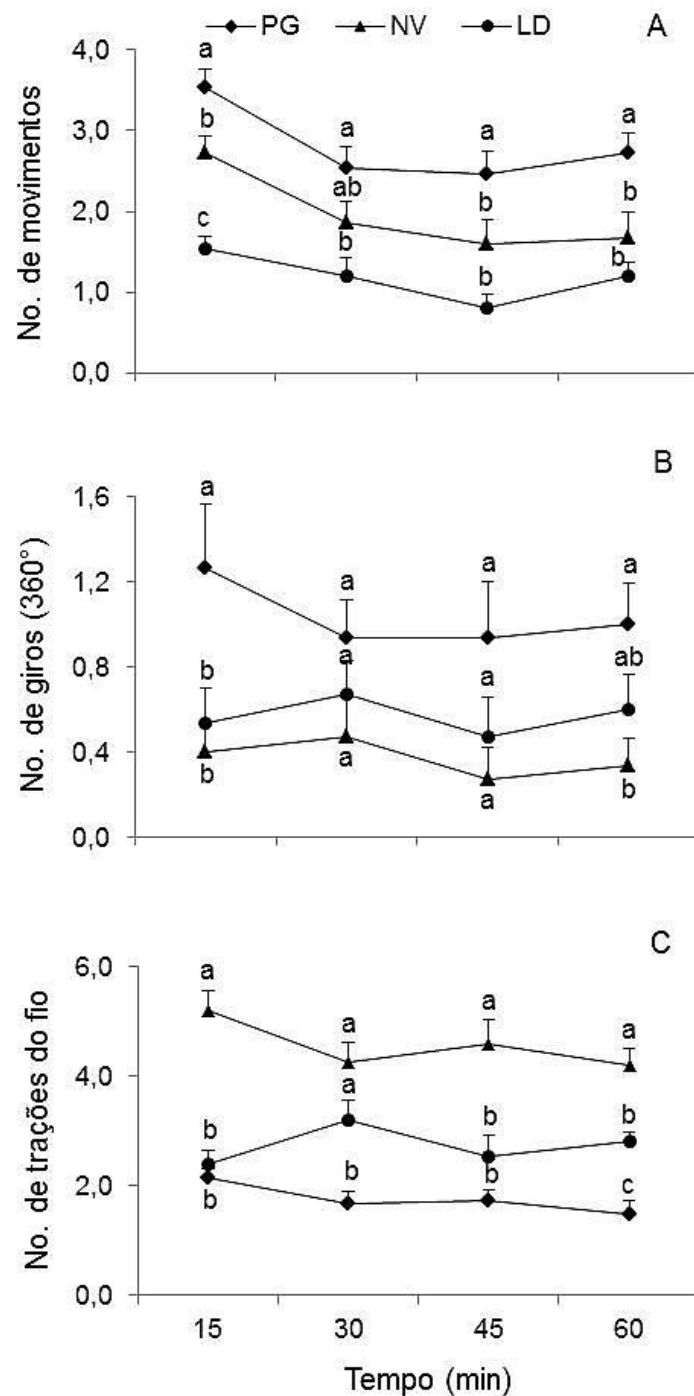 PG NV LD
A
No. de movimentos
4,0
3,0
2,0
1,0
0,0
a
b
c
a
ab
b
a
b
b
a
b
b
B
No. de giros (360°)
1,6
1,2
0,8
0,4
0,0
a
b
b
a
a
a
a
a
a
a
ab
b
C
No. de trações do fio
6,0
4,0
2,0
0,0
a
b
b
a
a
b
a
b
b
a
b
c
15 30 45 60
Tempo (min)